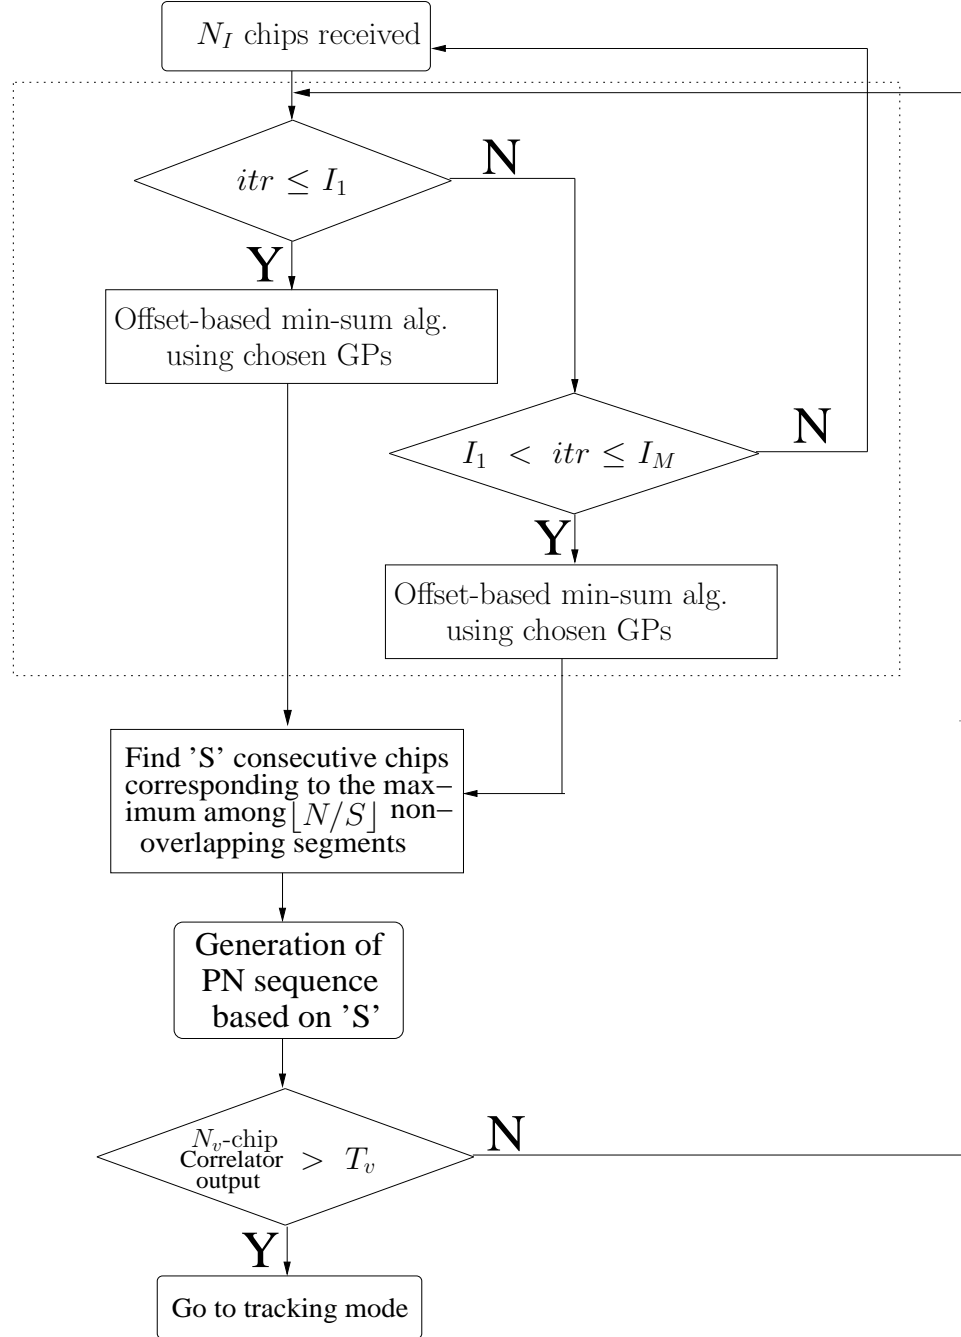 N_I chips received
itr ≤ I_1
N
Y
Offset-based min-sum alg.
using chosen GPs
I_1 < itr ≤ I_M
N
Y
Offset-based min-sum alg.
using chosen GPs
Find 'S' consecutive chips
corresponding to the max–
imum among ⌊N/S⌋ non–
overlapping segments
Generation of
PN sequence
based on 'S'
N_v-chip
Correlator > T_v
output
N
Y
Go to tracking mode